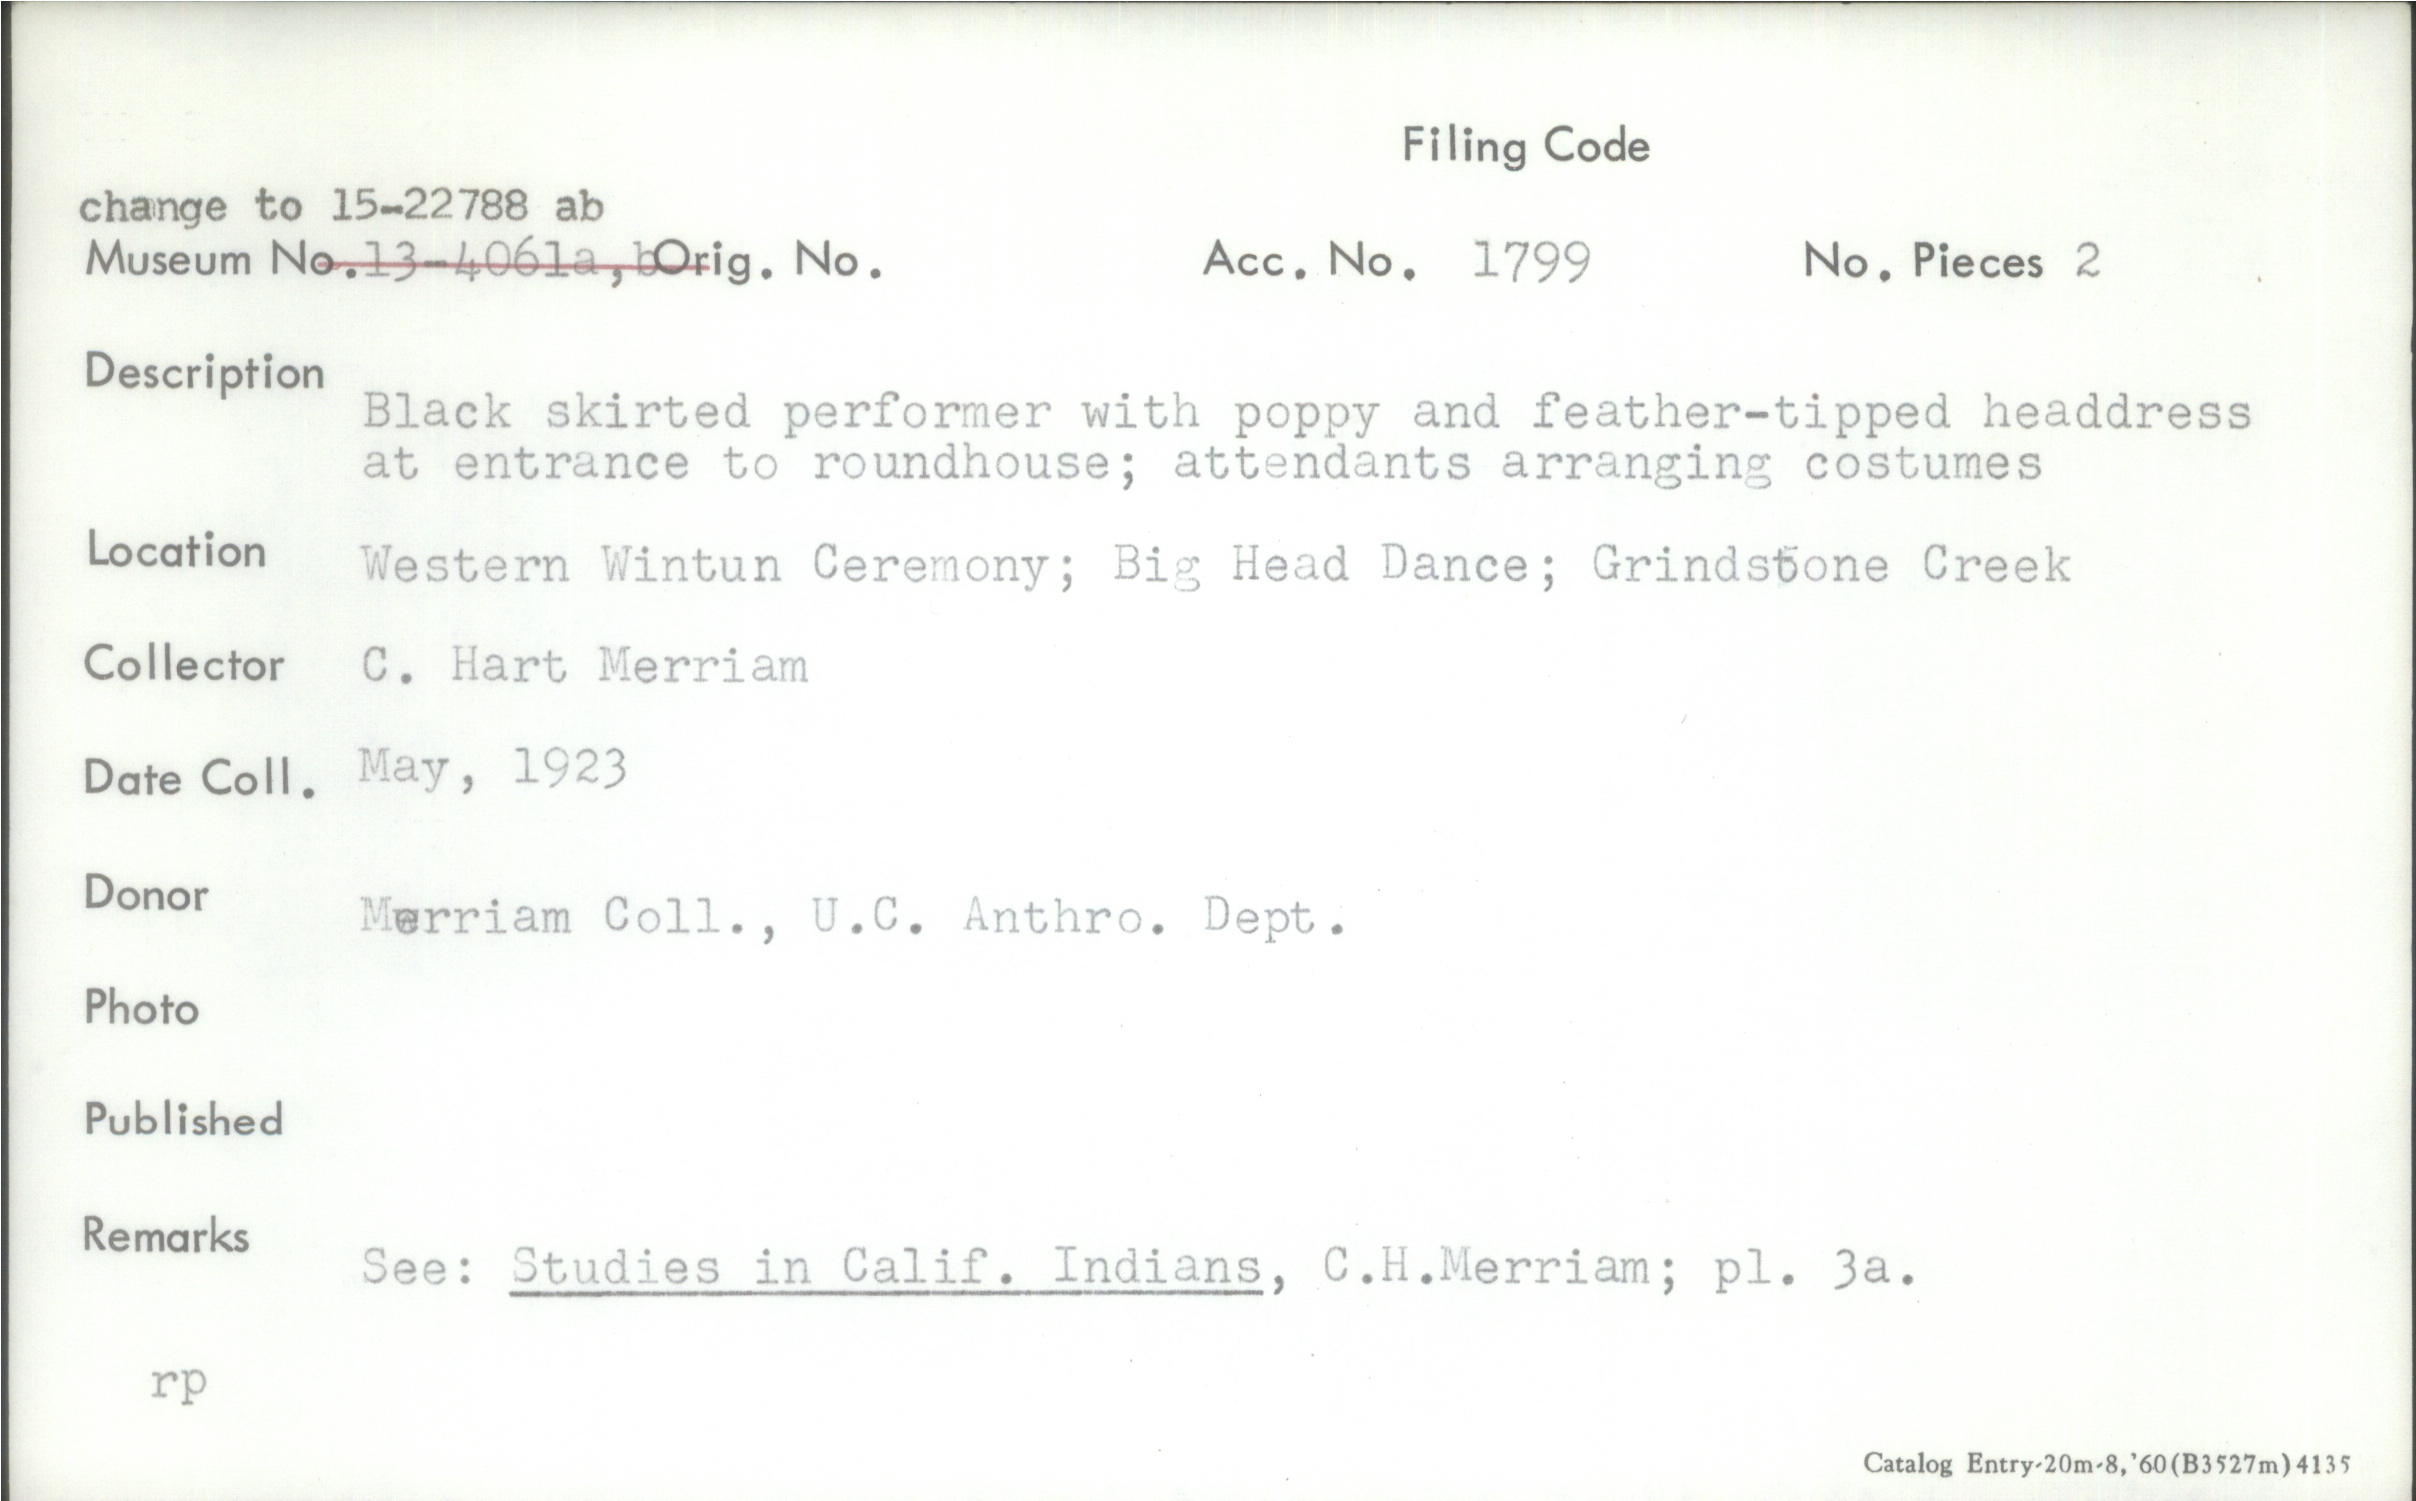 Filing Code
change to 15-22788 ab
Museum No. 13-4061a,b Orig. No. Acc. No. 1799 No. Pieces 2
Description
Black skirted performer with poppy and feather-tipped headdress
at entrance to roundhouse; attendants arranging costumes
Location Western Wintun Ceremony; Big Head Dance; Grindstone Creek
Collector C. Hart Merriam
Date Coll. May, 1923
Donor Merriam Coll., U.C. Anthro. Dept.
Photo
Published
Remarks
See: Studies in Calif. Indians, C.H.Merriam; pl. 3a.
rp
Catalog Entry-20m-8,'60(B3527m)4135